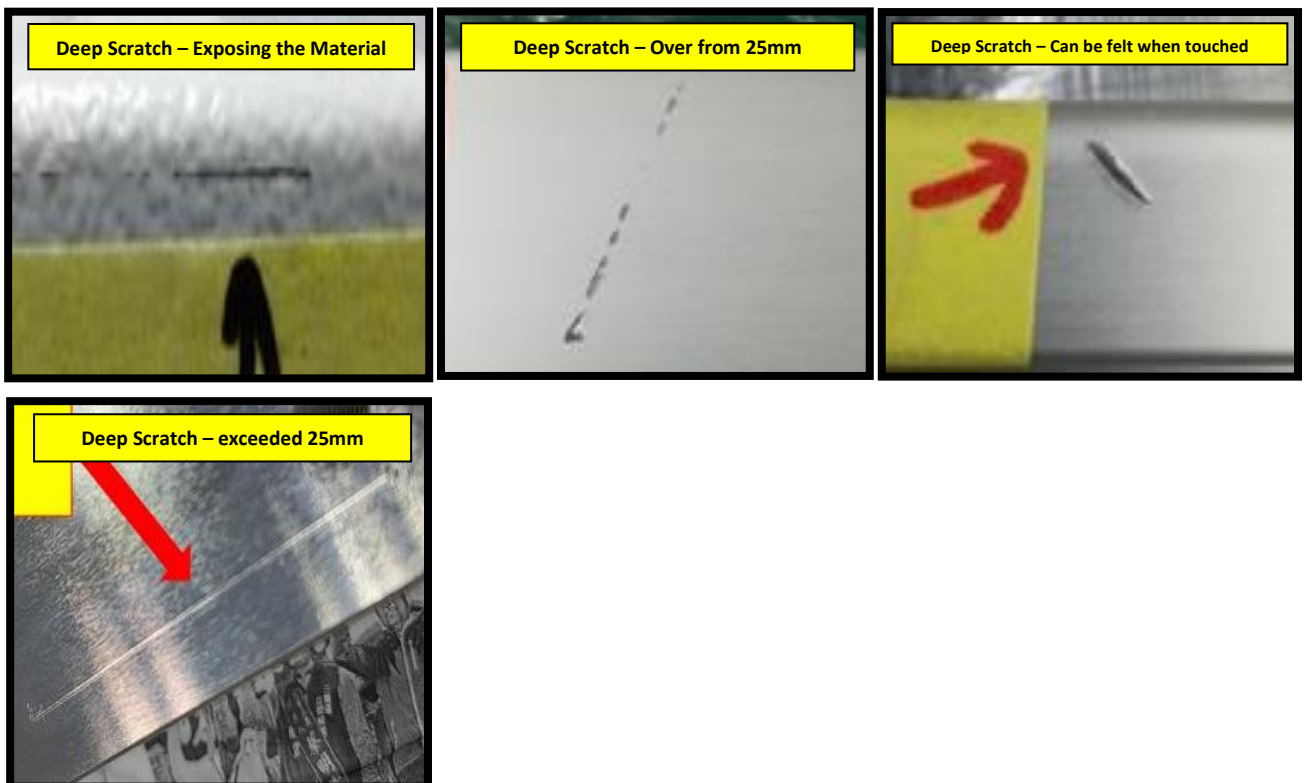 Deep Scratch – Exposing the Material
Deep Scratch – Over from 25mm
Deep Scratch – Can be felt when touched
Deep Scratch – exceeded 25mm